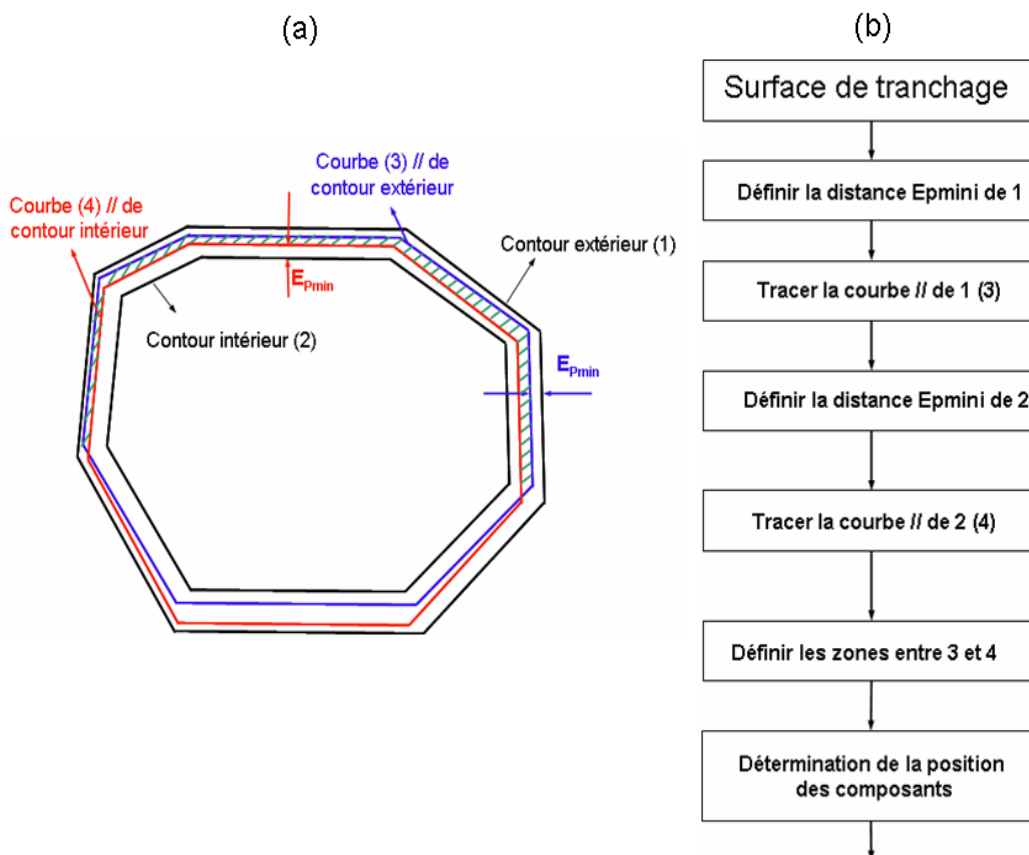 (a)
Courbe (3) // de
contour extérieur
Courbe (4) // de
contour intérieur
Contour extérieur (1)
EPmin
Contour intérieur (2)
EPmin
(b)
Surface de tranchage
Définir la distance Epmini de 1
Tracer la courbe // de 1 (3)
Définir la distance Epmini de 2
Tracer la courbe // de 2 (4)
Définir les zones entre 3 et 4
Détermination de la position
des composants